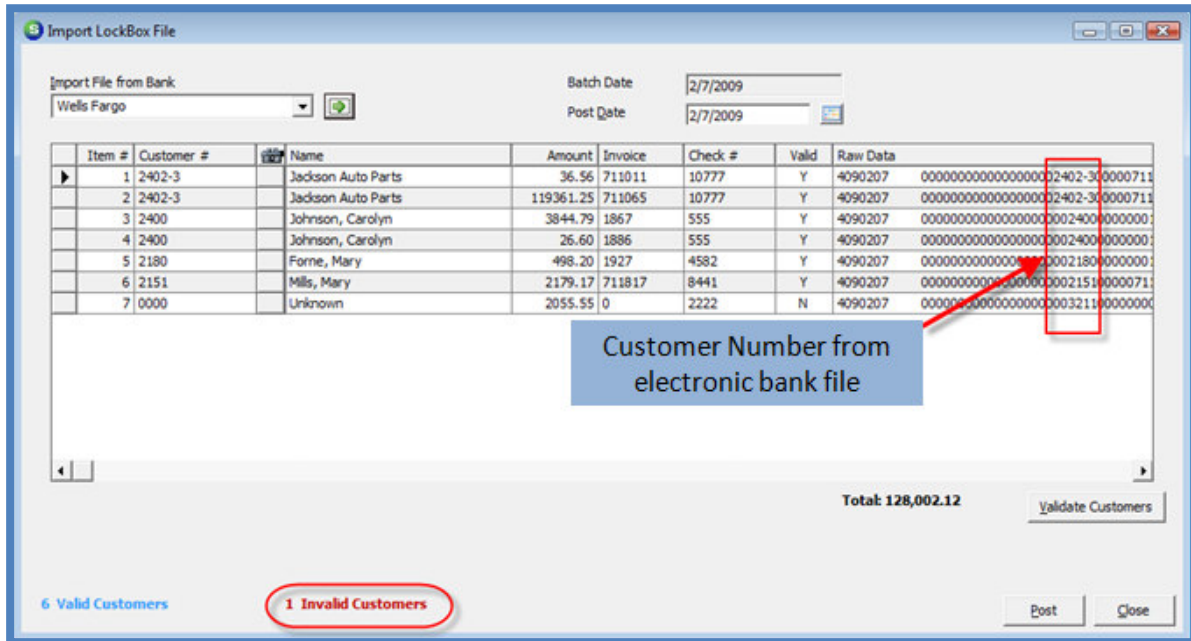 Import LockBox File
Import File from Bank
Wells Fargo
Batch Date 2/7/2009
Post Date 2/7/2009
Item # Customer # Name Amount Invoice Check # Valid Raw Data
1 2402-3 Jackson Auto Parts 36.56 711011 10777 Y 4090207
2 2402-3 Jackson Auto Parts 119361.25 711065 10777 Y 4090207
3 2400 Johnson, Carolyn 3844.79 1867 555 Y 4090207
4 2400 Johnson, Carolyn 26.60 1886 555 Y 4090207
5 2180 Forne, Mary 498.20 1927 4582 Y 4090207
6 2151 Mills, Mary 2179.17 711817 8441 Y 4090207
7 0000 Unknown 2055.55 0 2222 N 4090207
Customer Number from
electronic bank file
Total: 128,002.12
Validate Customers
6 Valid Customers
1 Invalid Customers
Post
Close